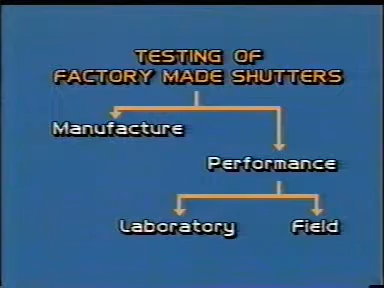 TESTING OF
FACTORY MADE SHUTTERS
Manufacture
Performance
Laboratory
Field